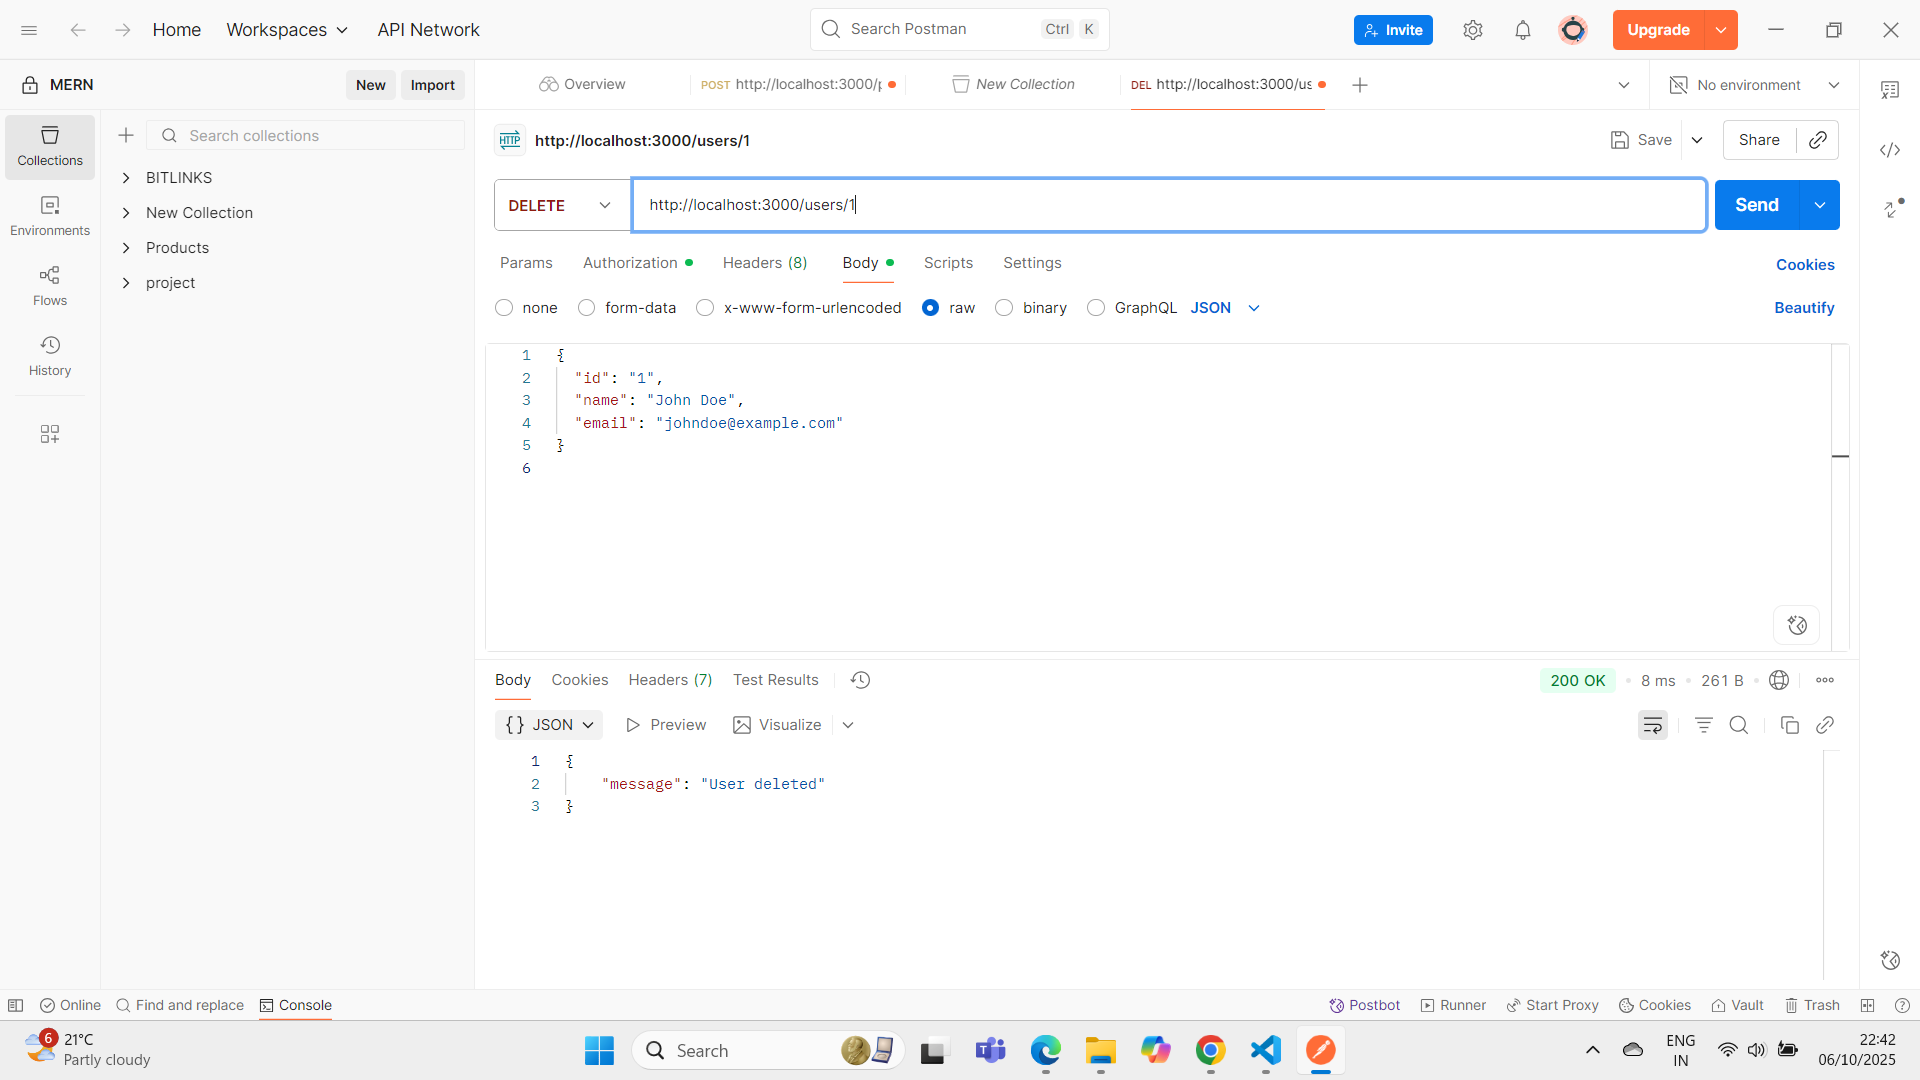 Home Workspaces API Network Search Postman Ctrl K Invite Upgrade
MERN New Import Overview POST http://localhost:3000/p New Collection DEL http://localhost:3000/us No environment
Collections
Environments
Flows
History
Search collections
BITLINKS
New Collection
Products
project
HTTP http://localhost:3000/users/1 Save Share
DELETE http://localhost:3000/users/1 Send
Params Authorization Headers (8) Body Scripts Settings Cookies
none form-data x-www-form-urlencoded raw binary GraphQL JSON Beautify
1 {
2 "id": "1",
3 "name": "John Doe",
4 "email": "johndoe@example.com"
5 }
6
Body Cookies Headers (7) Test Results 200 OK 8 ms 261 B
{} JSON Preview Visualize
1 {
2 "message": "User deleted"
3 }
Online Find and replace Console Postbot Runner Start Proxy Cookies Vault Trash
6 21°C
Partly cloudy
Search
ENG
IN
22:42
06/10/2025